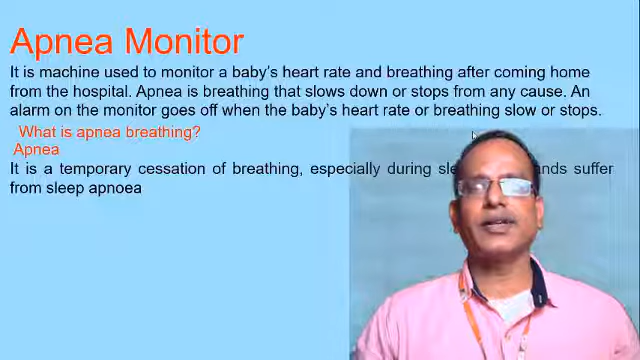 Apnea Monitor
It is machine used to monitor a baby's heart rate and breathing after coming home
from the hospital. Apnea is breathing that slows down or stops from any cause. An
alarm on the monitor goes off when the baby's heart rate or breathing slow or stops.
What is apnea breathing?
Apnea
It is a temporary cessation of breathing, especially during suffer
from sleep apnoea